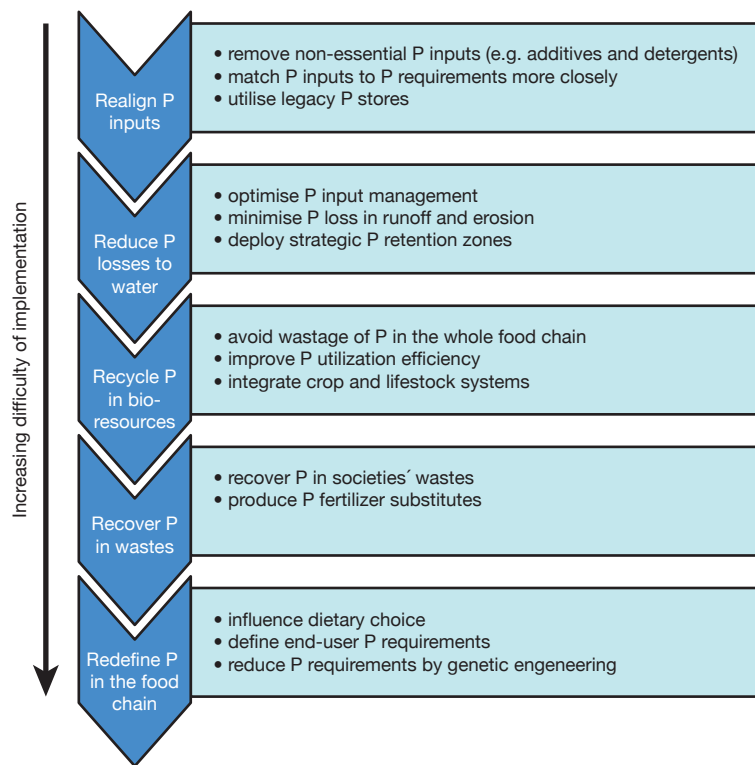 Increasing difficulty of implementation
Realign P
inputs
• remove non-essential P inputs (e.g. additives and detergents)
• match P inputs to P requirements more closely
• utilise legacy P stores
Reduce P
losses to
water
• optimise P input management
• minimise P loss in runoff and erosion
• deploy strategic P retention zones
Recycle P
in bio-
resources
• avoid wastage of P in the whole food chain
• improve P utilization efficiency
• integrate crop and lifestock systems
Recover P
in wastes
• recover P in societies´ wastes
• produce P fertilizer substitutes
Redefine P
in the food
chain
• influence dietary choice
• define end-user P requirements
• reduce P requirements by genetic engeneering